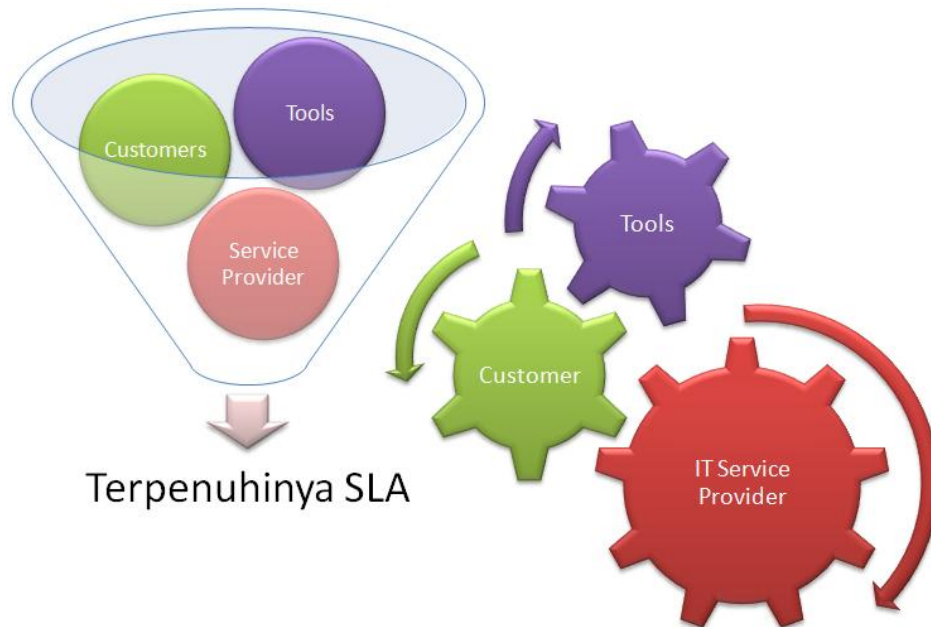 Tools
Customers
Service
Provider
Terpenuhinya SLA
Tools
Customer
IT Service
Provider